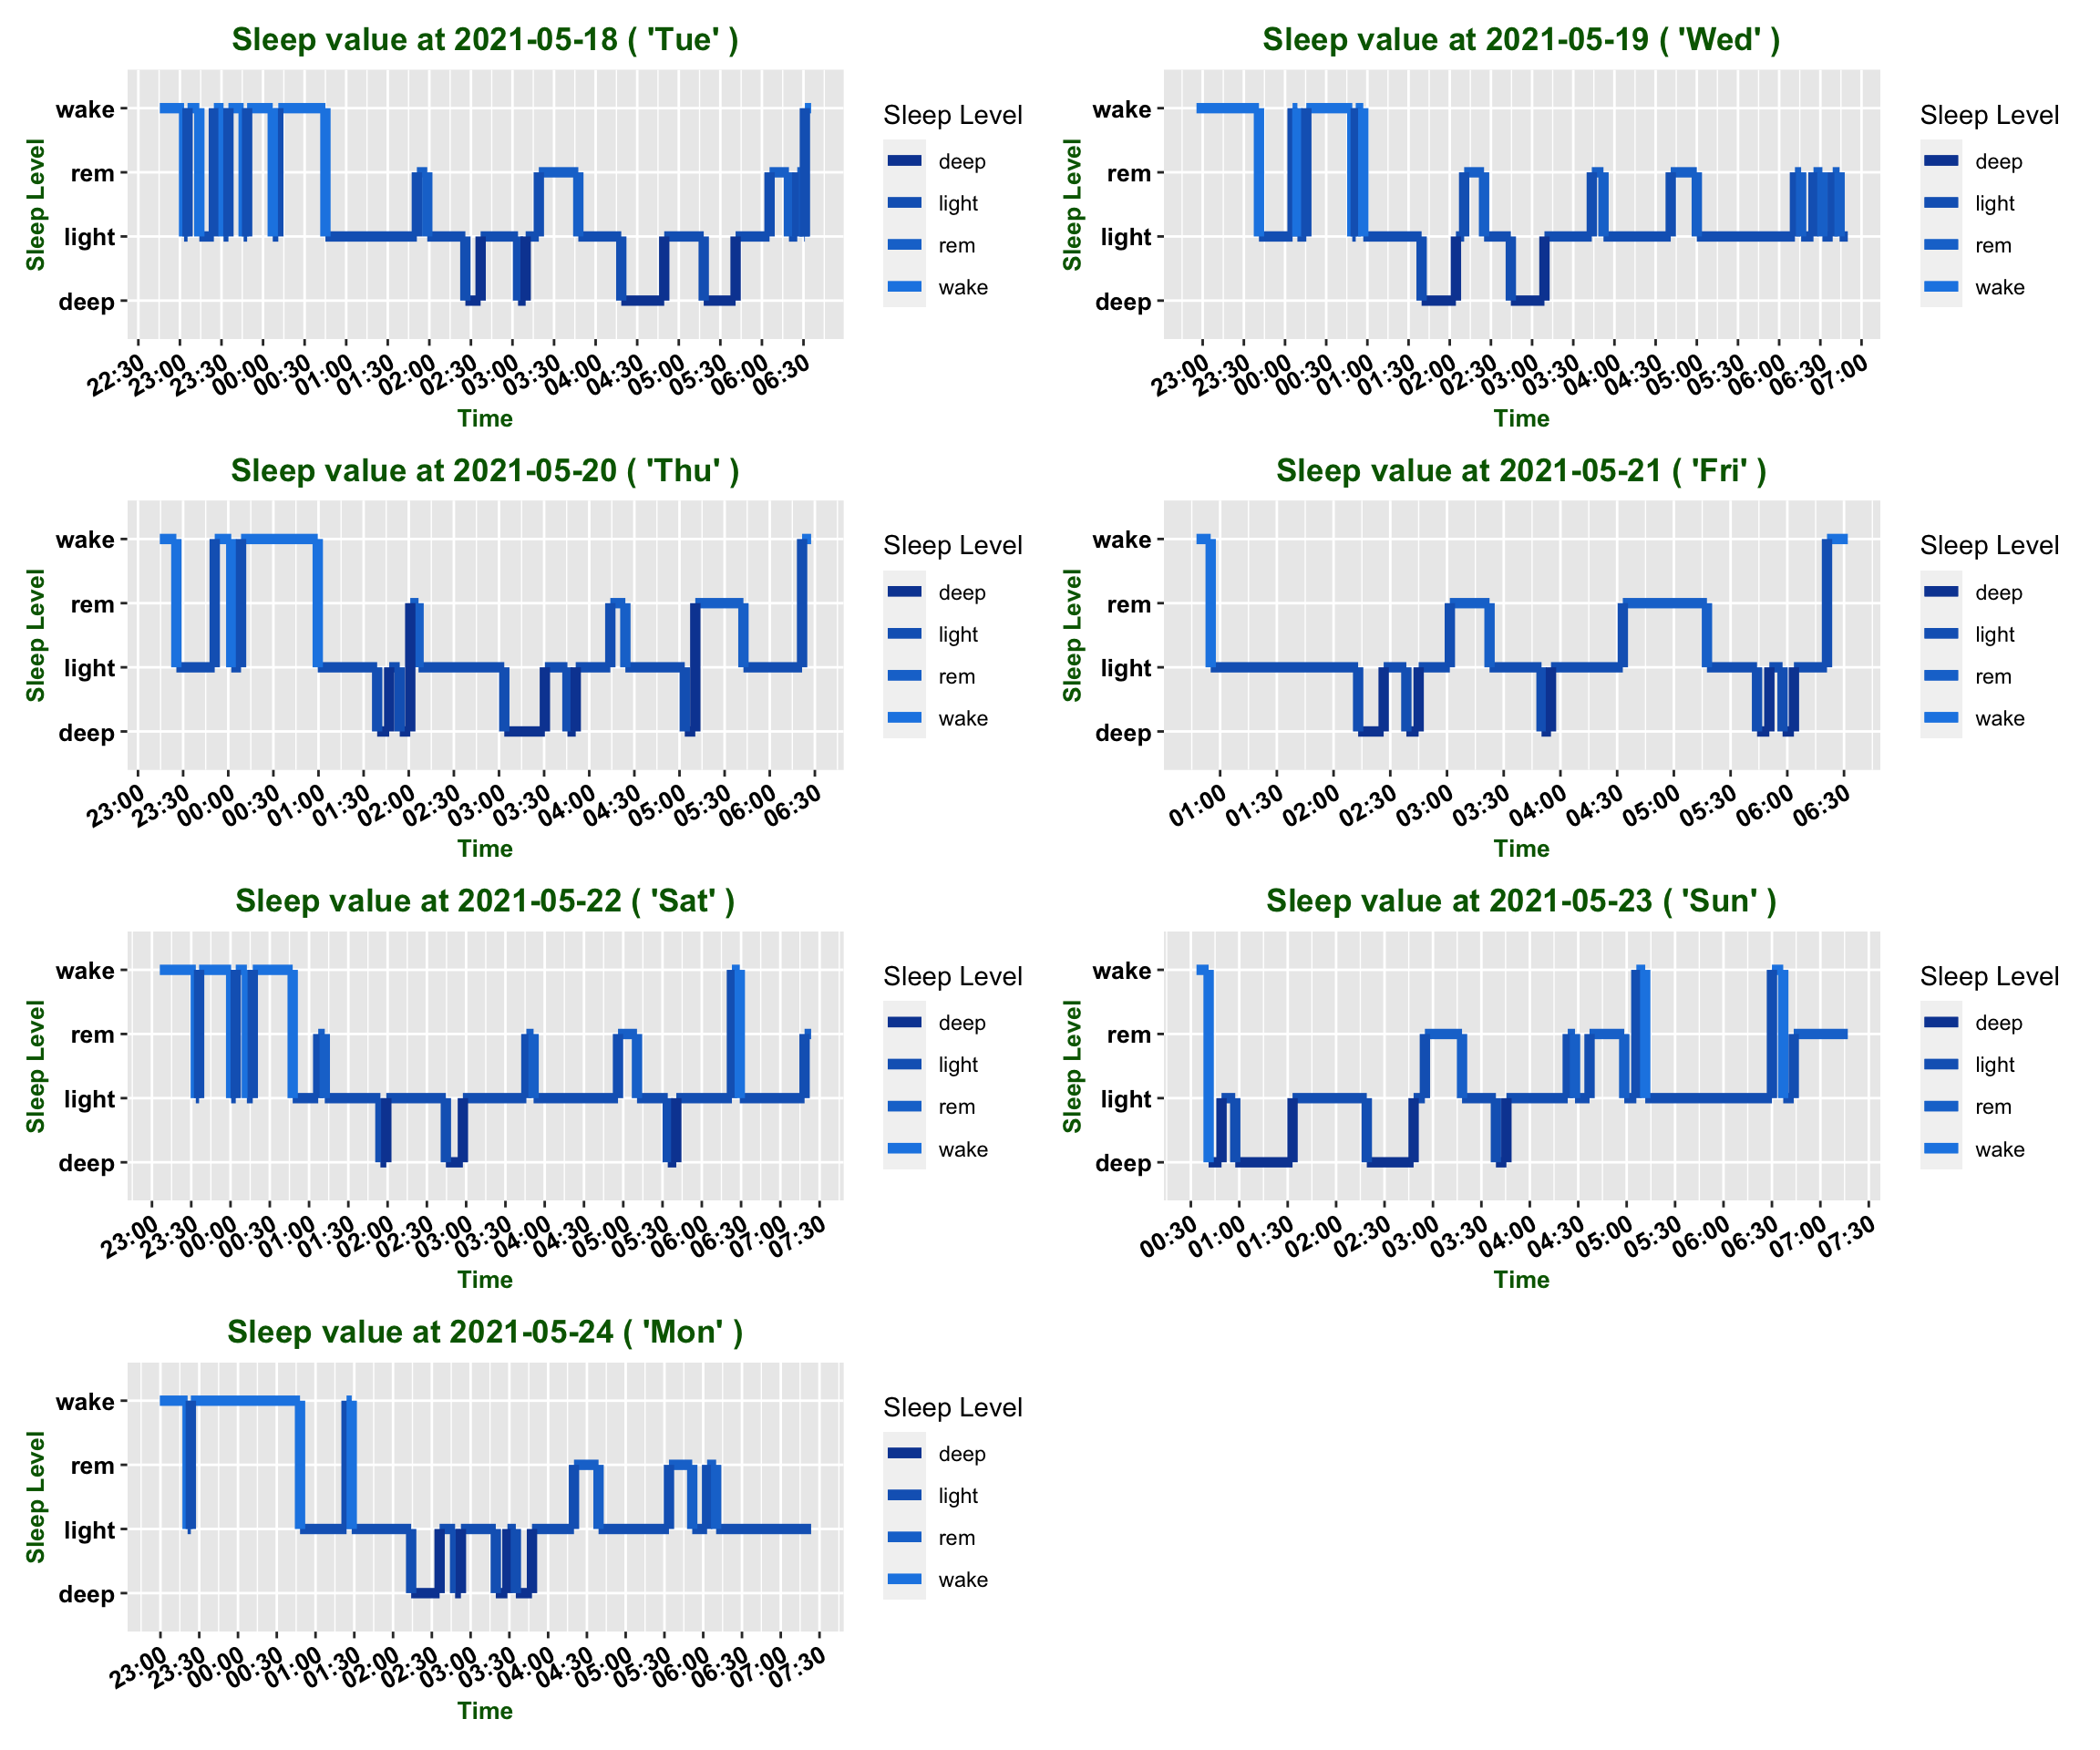 Sleep value at 2021-05-18 ( 'Tue' )
Sleep Level
wake
rem
light
deep
22:30 23:00 23:30 00:00 00:30 01:00 01:30 02:00 02:30 03:00 03:30 04:00 04:30 05:00 05:30 06:00 06:30
Time
Sleep Level
deep
light
rem
wake
Sleep value at 2021-05-19 ( 'Wed' )
Sleep Level
wake
rem
light
deep
23:00 23:30 00:00 00:30 01:00 01:30 02:00 02:30 03:00 03:30 04:00 04:30 05:00 05:30 06:00 06:30 07:00
Time
Sleep Level
deep
light
rem
wake
Sleep value at 2021-05-20 ( 'Thu' )
Sleep Level
wake
rem
light
deep
23:00 23:30 00:00 00:30 01:00 01:30 02:00 02:30 03:00 03:30 04:00 04:30 05:00 05:30 06:00 06:30
Time
Sleep Level
deep
light
rem
wake
Sleep value at 2021-05-21 ( 'Fri' )
Sleep Level
wake
rem
light
deep
01:00 01:30 02:00 02:30 03:00 03:30 04:00 04:30 05:00 05:30 06:00 06:30
Time
Sleep Level
deep
light
rem
wake
Sleep value at 2021-05-22 ( 'Sat' )
Sleep Level
wake
rem
light
deep
23:00 23:30 00:00 00:30 01:00 01:30 02:00 02:30 03:00 03:30 04:00 04:30 05:00 05:30 06:00 06:30 07:00 07:30
Time
Sleep Level
deep
light
rem
wake
Sleep value at 2021-05-23 ( 'Sun' )
Sleep Level
wake
rem
light
deep
00:30 01:00 01:30 02:00 02:30 03:00 03:30 04:00 04:30 05:00 05:30 06:00 06:30 07:00 07:30
Time
Sleep Level
deep
light
rem
wake
Sleep value at 2021-05-24 ( 'Mon' )
Sleep Level
wake
rem
light
deep
23:00 23:30 00:00 00:30 01:00 01:30 02:00 02:30 03:00 03:30 04:00 04:30 05:00 05:30 06:00 06:30 07:00 07:30
Time
Sleep Level
deep
light
rem
wake